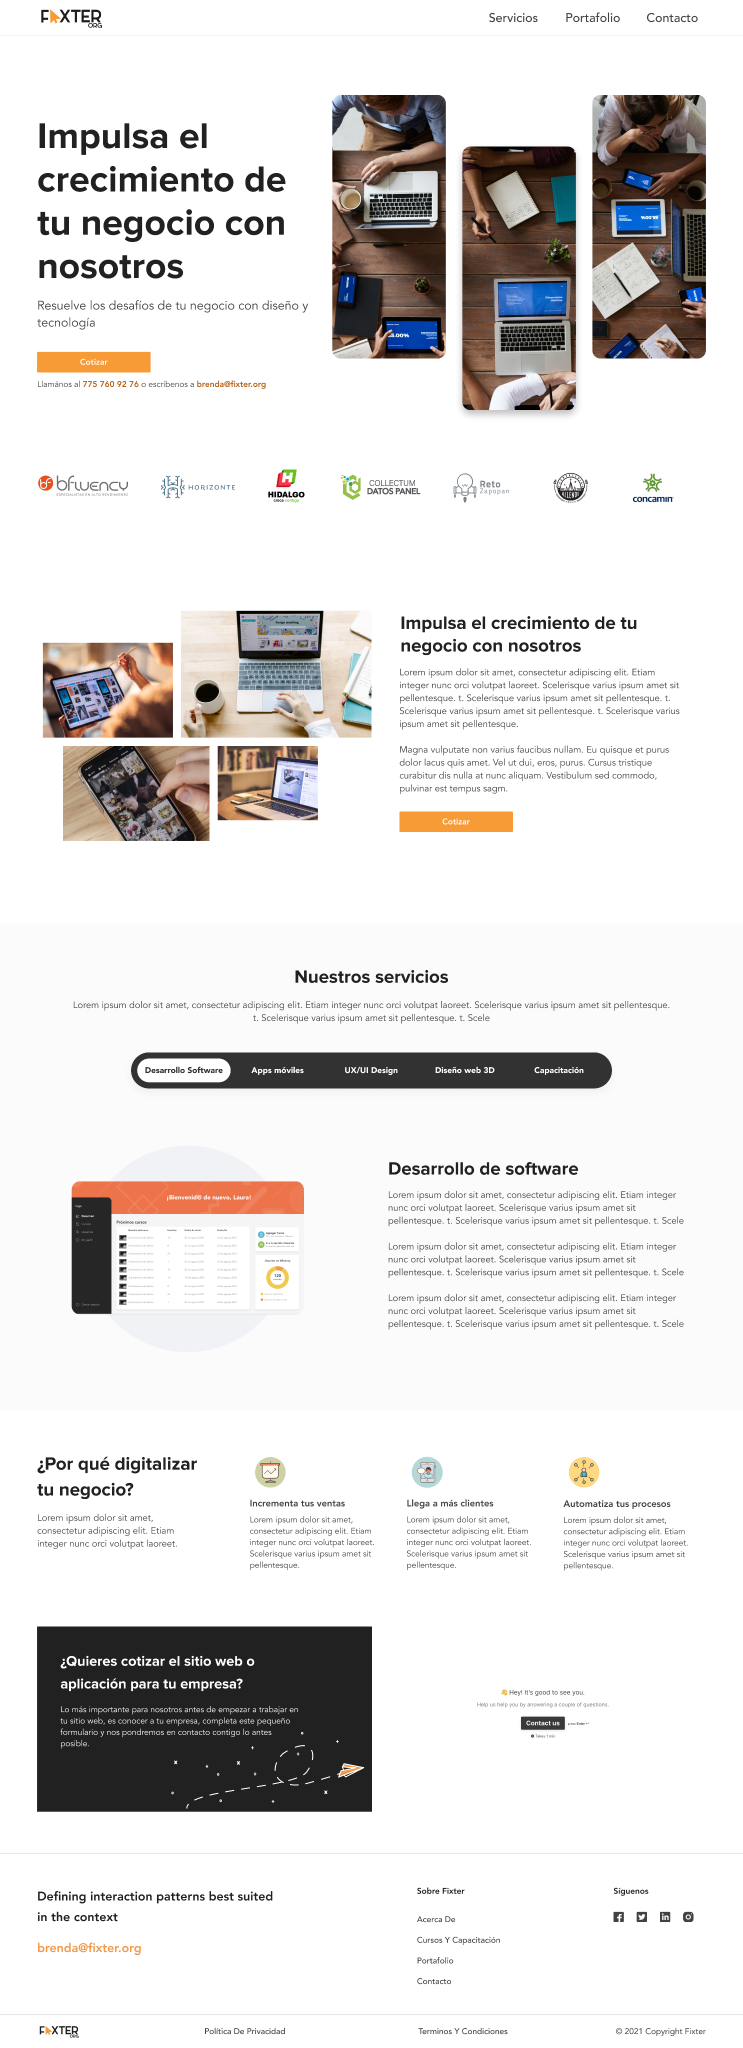 FIXTER
.ORG
Servicios
Portafolio
Contacto
Impulsa el
crecimiento de
tu negocio con
nosotros
Resuelve los desafíos de tu negocio con diseño y
tecnología
Cotizar
Llamános al 775 760 92 76 o escríbenos a brenda@fixter.org
bfluency
ESPECIALISTAS EN ALTO RENDIMIENTO
HORIZONTE
HIDALGO
crece contigo
COLLECTUM
DATOS PANEL
Reto
Zapopan
ALLENDE
concamin
Impulsa el crecimiento de tu
negocio con nosotros
Lorem ipsum dolor sit amet, consectetur adipiscing elit. Etiam
integer nunc orci volutpat laoreet. Scelerisque varius ipsum amet sit
pellentesque. t. Scelerisque varius ipsum amet sit pellentesque. t.
Scelerisque varius ipsum amet sit pellentesque. t. Scelerisque varius
ipsum amet sit pellentesque.
Magna vulputate non varius faucibus nullam. Eu quisque et purus
dolor lacus quis amet. Vel ut dui, eros, purus. Cursus tristique
curabitur dis nulla at nunc aliquam. Vestibulum sed commodo,
pulvinar est tempus sagm.
Cotizar
Nuestros servicios
Lorem ipsum dolor sit amet, consectetur adipiscing elit. Etiam integer nunc orci volutpat laoreet. Scelerisque varius ipsum amet sit pellentesque.
t. Scelerisque varius ipsum amet sit pellentesque. t. Scele
Desarrollo Software
Apps móviles
UX/UI Design
Diseño web 3D
Capacitación
¡Bienvenid@ de nuevo, Laura!
Próximos cursos
Desarrollo de software
Lorem ipsum dolor sit amet, consectetur adipiscing elit. Etiam integer
nunc orci volutpat laoreet. Scelerisque varius ipsum amet sit
pellentesque. t. Scelerisque varius ipsum amet sit pellentesque. t. Scele
Lorem ipsum dolor sit amet, consectetur adipiscing elit. Etiam integer
nunc orci volutpat laoreet. Scelerisque varius ipsum amet sit
pellentesque. t. Scelerisque varius ipsum amet sit pellentesque. t. Scele
Lorem ipsum dolor sit amet, consectetur adipiscing elit. Etiam integer
nunc orci volutpat laoreet. Scelerisque varius ipsum amet sit
pellentesque. t. Scelerisque varius ipsum amet sit pellentesque. t. Scele
¿Por qué digitalizar
tu negocio?
Lorem ipsum dolor sit amet,
consectetur adipiscing elit. Etiam
integer nunc orci volutpat laoreet.
Incrementa tus ventas
Lorem ipsum dolor sit amet,
consectetur adipiscing elit. Etiam
integer nunc orci volutpat laoreet.
Scelerisque varius ipsum amet sit
pellentesque.
Llega a más clientes
Lorem ipsum dolor sit amet,
consectetur adipiscing elit. Etiam
integer nunc orci volutpat laoreet.
Scelerisque varius ipsum amet sit
pellentesque.
Automatiza tus procesos
Lorem ipsum dolor sit amet,
consectetur adipiscing elit. Etiam
integer nunc orci volutpat laoreet.
Scelerisque varius ipsum amet sit
pellentesque.
¿Quieres cotizar el sitio web o
aplicación para tu empresa?
Lo más importante para nosotros antes de empezar a trabajar en
tu sitio web, es conocer a tu empresa, completa este pequeño
formulario y nos pondremos en contacto contigo lo antes
posible.
👋 Hey! It's good to see you.
Help us help you by answering a couple of questions.
Contact us
press Enter ↵
Takes 1 min
Defining interaction patterns best suited
in the context
brenda@fixter.org
Sobre Fixter
Acerca De
Cursos Y Capacitación
Portafolio
Contacto
Síguenos
FIXTER
.ORG
Política De Privacidad
Terminos Y Condiciones
© 2021 Copyright Fixter